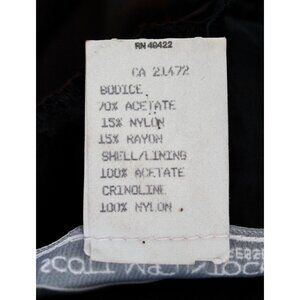 RN 40422
CA 21472
BODICE
70% ACETATE
15% NYLON
15% RAYON
SHELL/LINING
100% ACETATE
CRINOLINE
100% NYLON